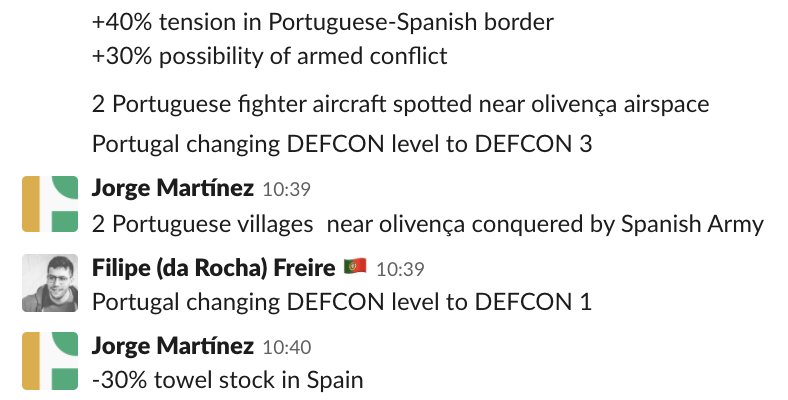 +40% tension in Portuguese-Spanish border
+30% possibility of armed conflict
2 Portuguese fighter aircraft spotted near olivença airspace
Portugal changing DEFCON level to DEFCON 3
Jorge Martínez 10:39
2 Portuguese villages  near olivença conquered by Spanish Army
Filipe (da Rocha) Freire 🇵🇹 10:39
Portugal changing DEFCON level to DEFCON 1
Jorge Martínez 10:40
-30% towel stock in Spain